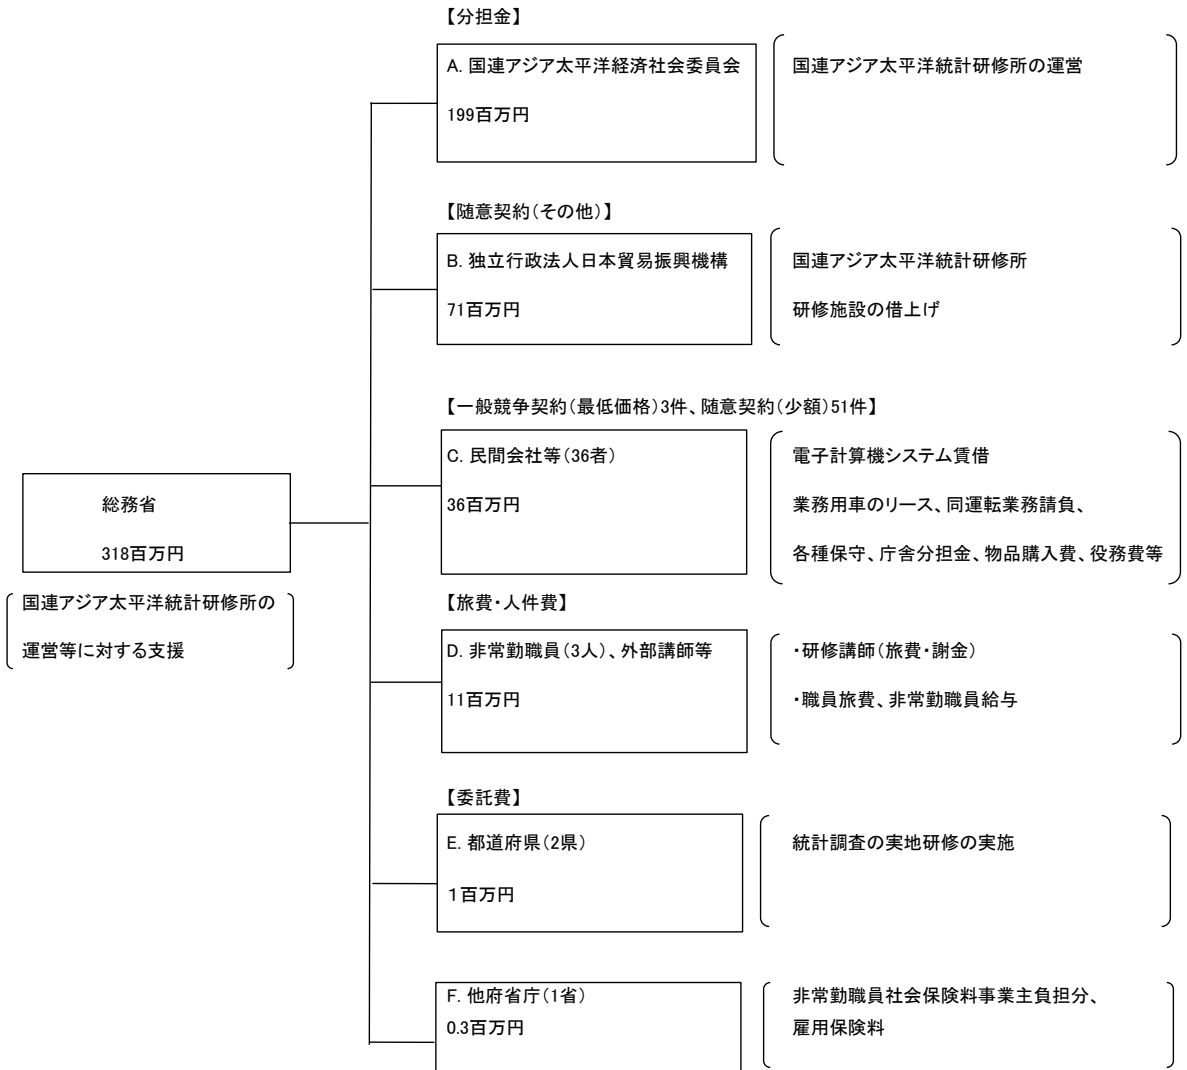 【分担金】
A. 国連アジア太平洋経済社会委員会
199百万円
国連アジア太平洋統計研修所の運営
【随意契約(その他)】
B. 独立行政法人日本貿易振興機構
71百万円
国連アジア太平洋統計研修所
研修施設の借上げ
【一般競争契約(最低価格)3件、随意契約(少額)51件】
C. 民間会社等(36者)
36百万円
電子計算機システム賃借
業務用車のリース、同運転業務請負、
各種保守、庁舎分担金、物品購入費、役務費等
総務省
318百万円
国連アジア太平洋統計研修所の
運営等に対する支援
【旅費・人件費】
D. 非常勤職員(3人)、外部講師等
11百万円
・研修講師(旅費・謝金)
・職員旅費、非常勤職員給与
【委託費】
E. 都道府県(2県)
1百万円
統計調査の実地研修の実施
F. 他府省庁(1省)
0.3百万円
非常勤職員社会保険料事業主負担分、
雇用保険料